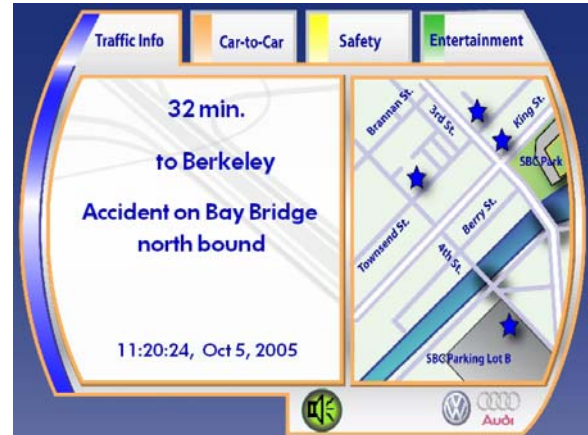 Traffic Info
Car-to-Car
Safety
Entertainment
32 min.
to Berkeley
Accident on Bay Bridge
north bound
11:20:24, Oct 5, 2005
Brannan St.
3rd St.
King St.
SBC Park
Townsend St.
Berry St.
4th St.
SBC Parking Lot B
Audi